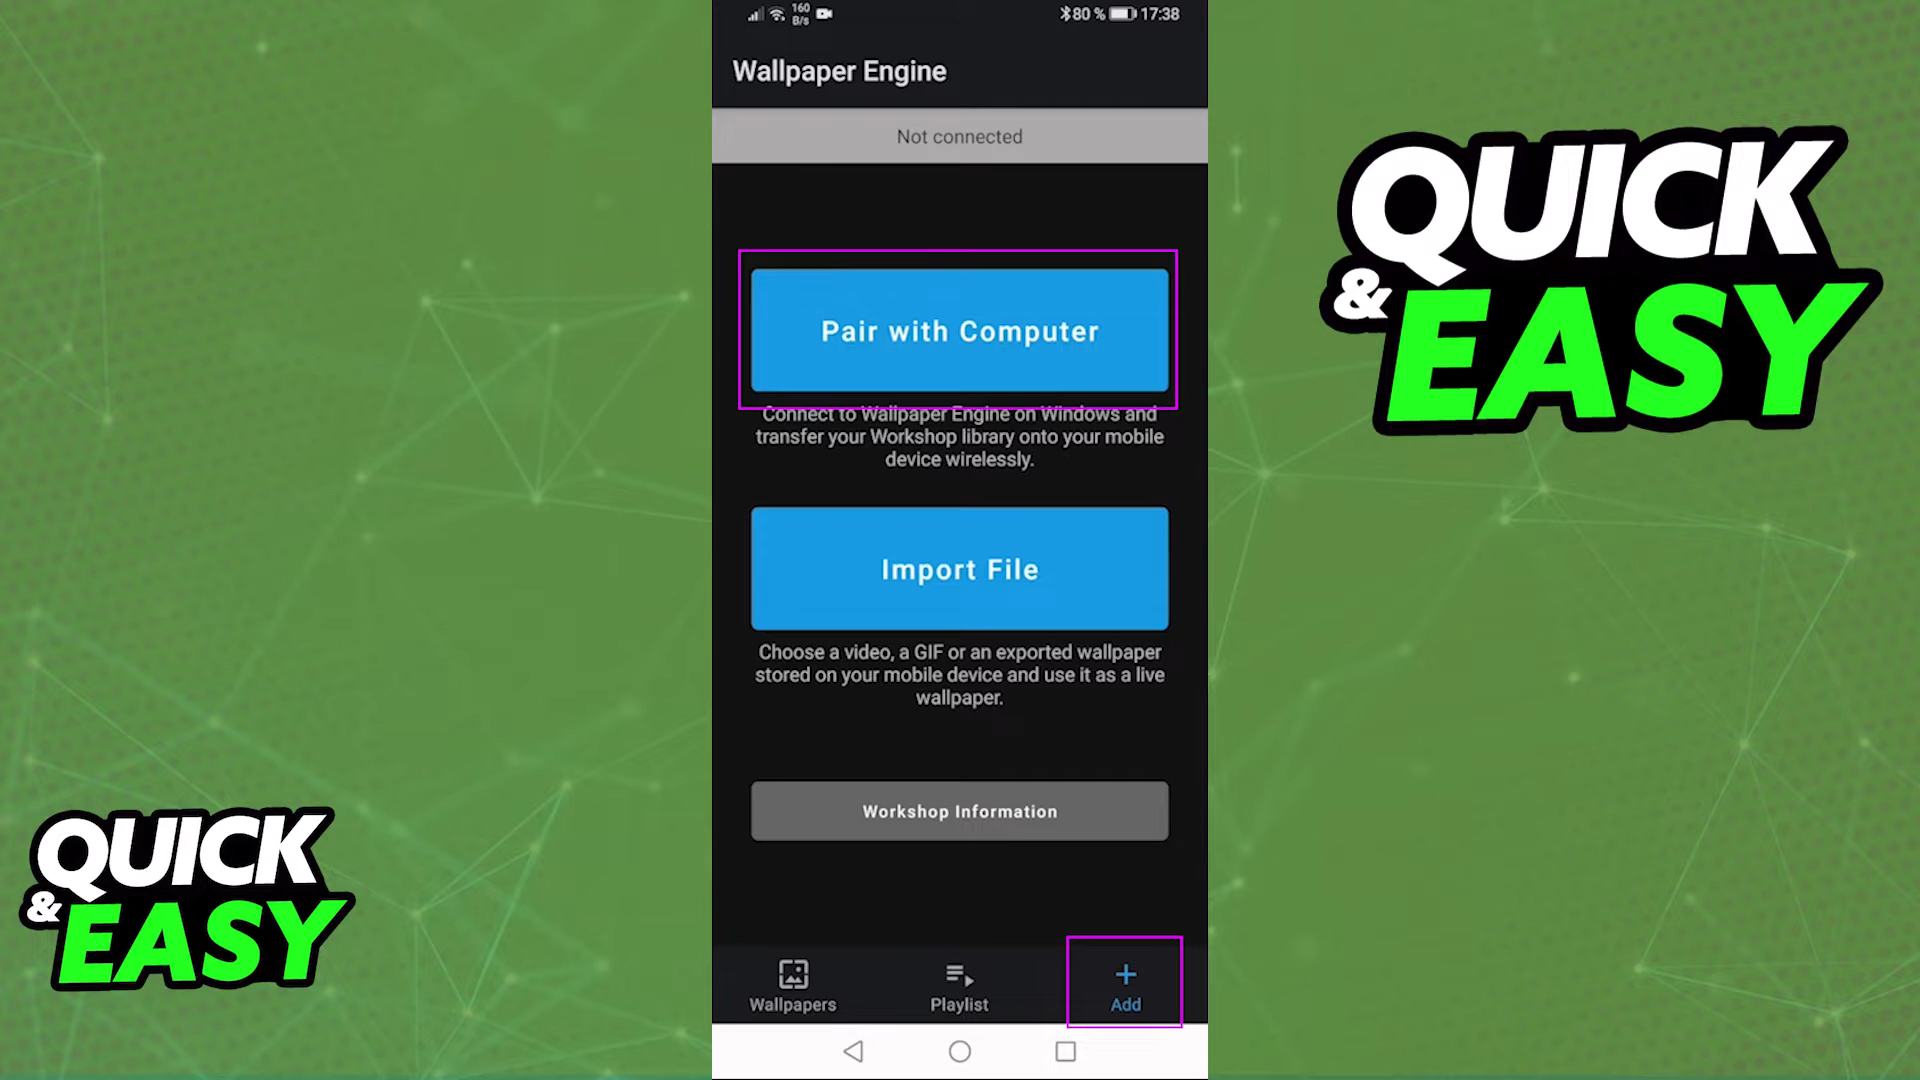 160
B/s
80 %
17:38
Wallpaper Engine
Not connected
Pair with Computer
Connect to Wallpaper Engine on Windows and
transfer your Workshop library onto your mobile
device wirelessly.
Import File
Choose a video, a GIF or an exported wallpaper
stored on your mobile device and use it as a live
wallpaper.
Workshop Information
Wallpapers
Playlist
Add
QUICK
& EASY
QUICK
& EASY